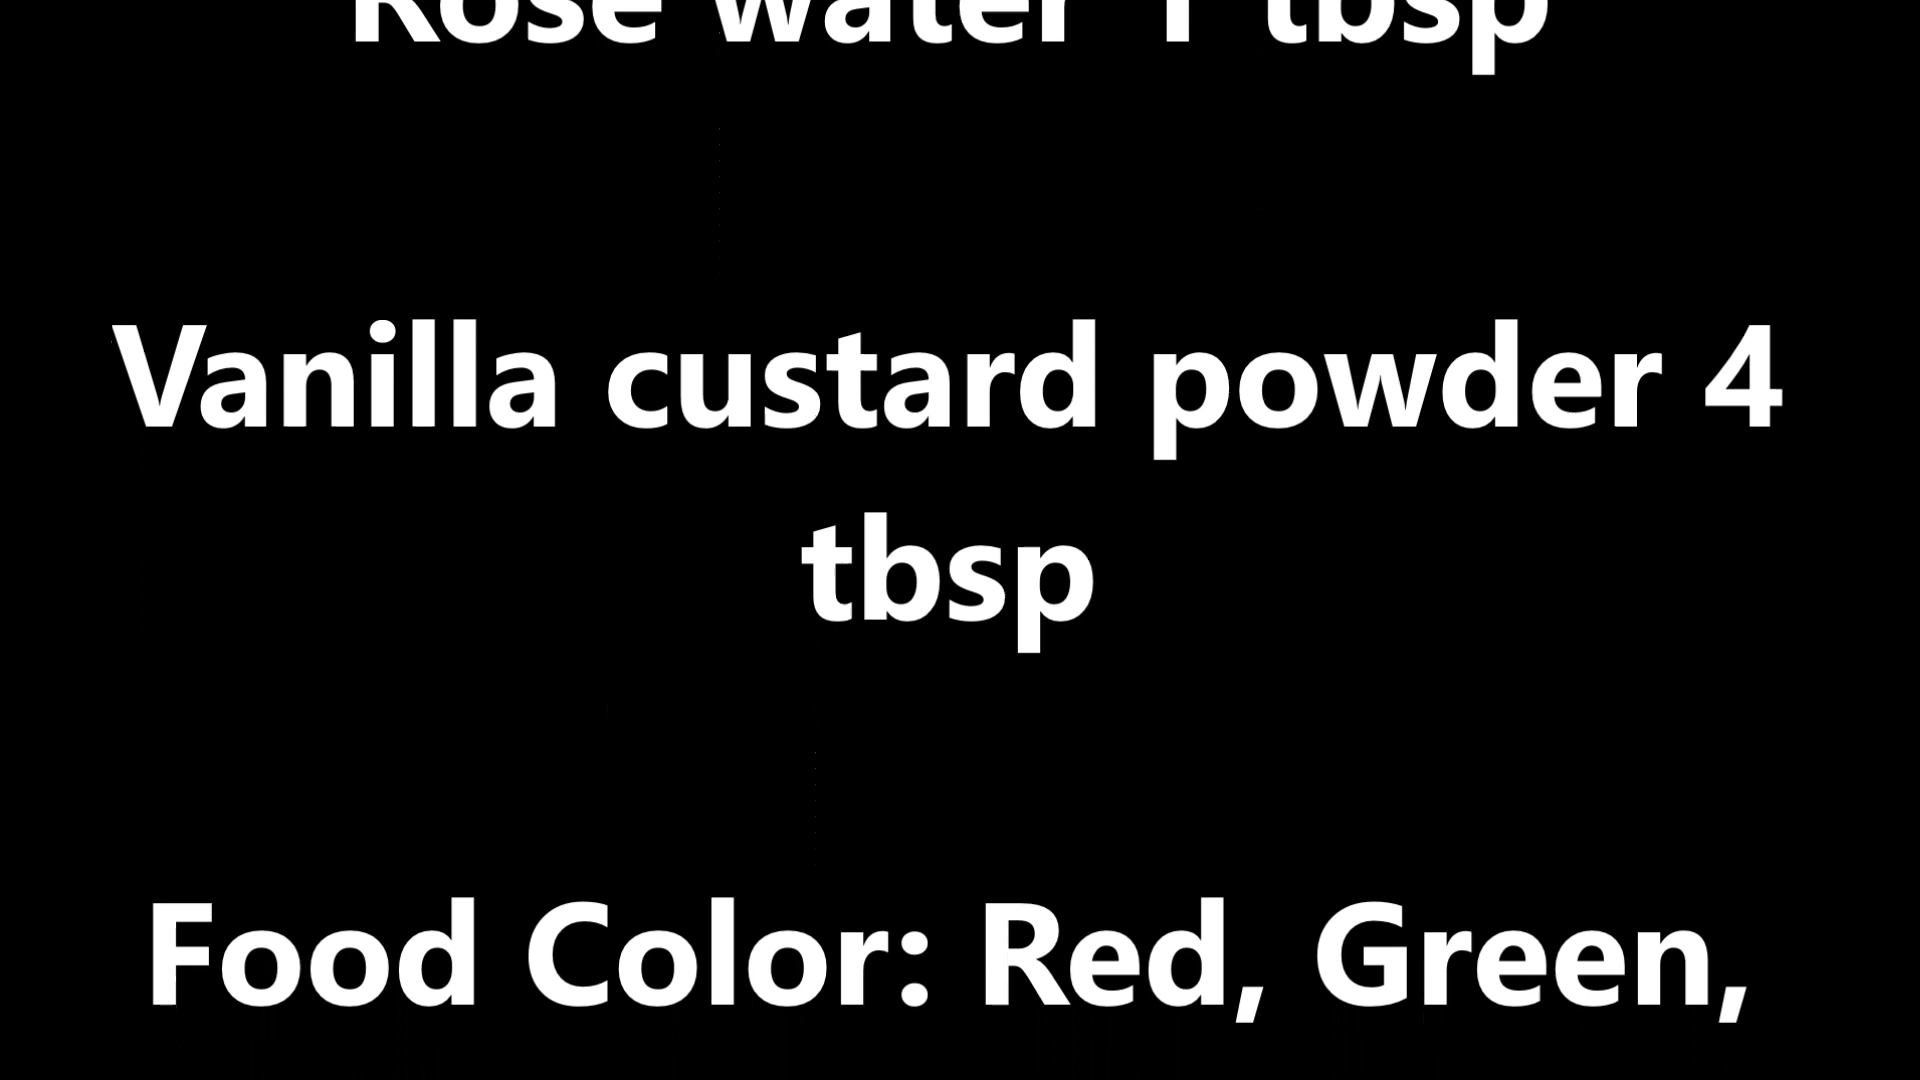 Rose water 1 tbsp
Vanilla custard powder 4
tbsp
Food Color: Red, Green,